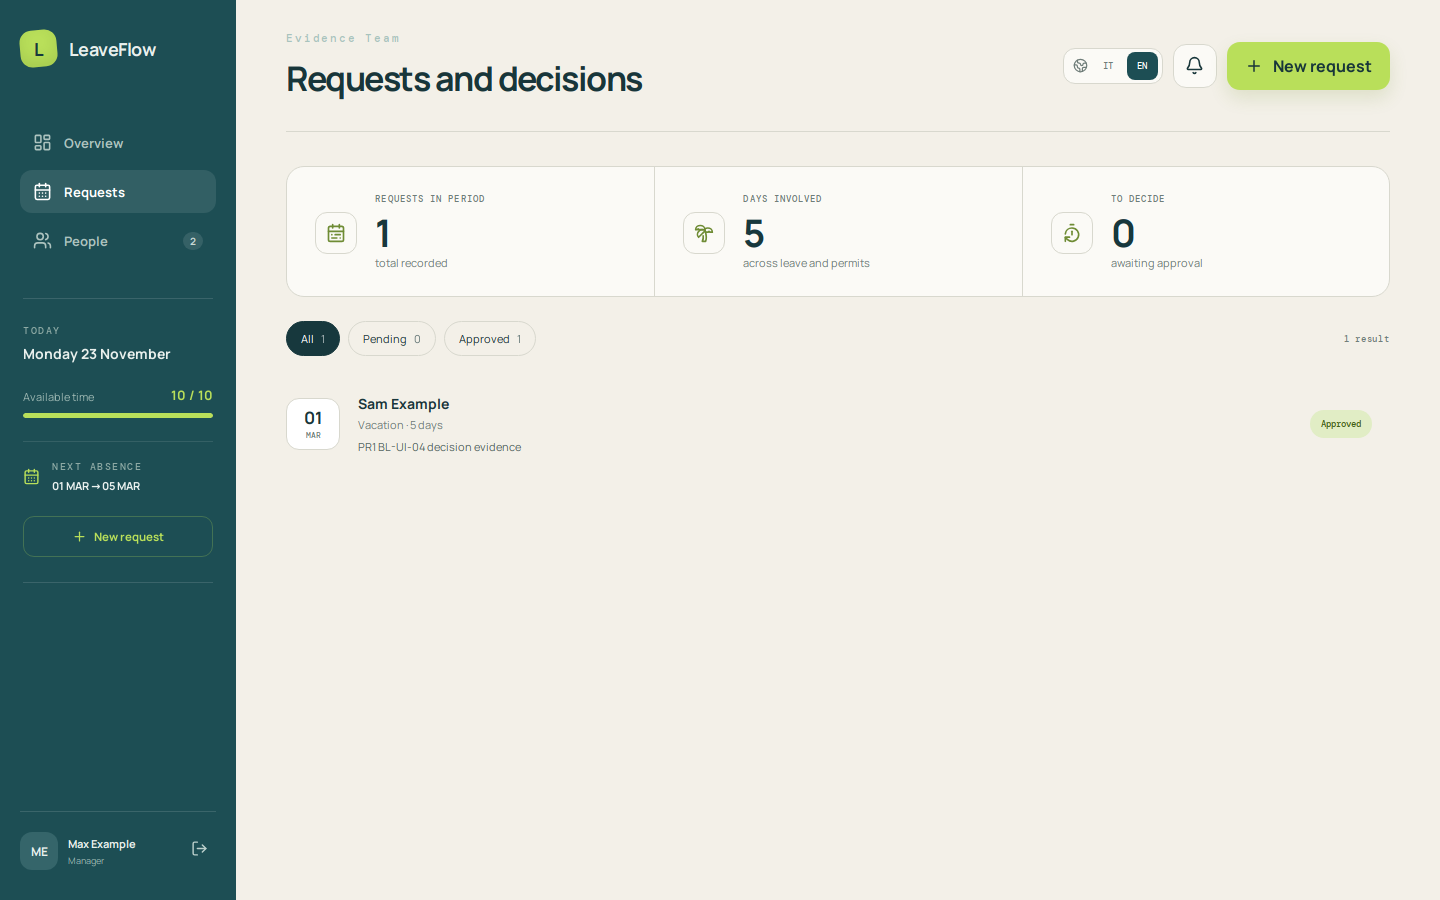 L
LeaveFlow
Overview
Requests
People 2
TODAY
Monday 23 November
Available time 10 / 10
NEXT ABSENCE
01 MAR → 05 MAR
+ New request
ME
Max Example
Manager
Evidence Team
Requests and decisions
IT EN
+ New request
REQUESTS IN PERIOD
1
total recorded
DAYS INVOLVED
5
across leave and permits
TO DECIDE
0
awaiting approval
All 1
Pending 0
Approved 1
1 result
01
MAR
Sam Example
Vacation · 5 days
PR1BL-UI-04 decision evidence
Approved